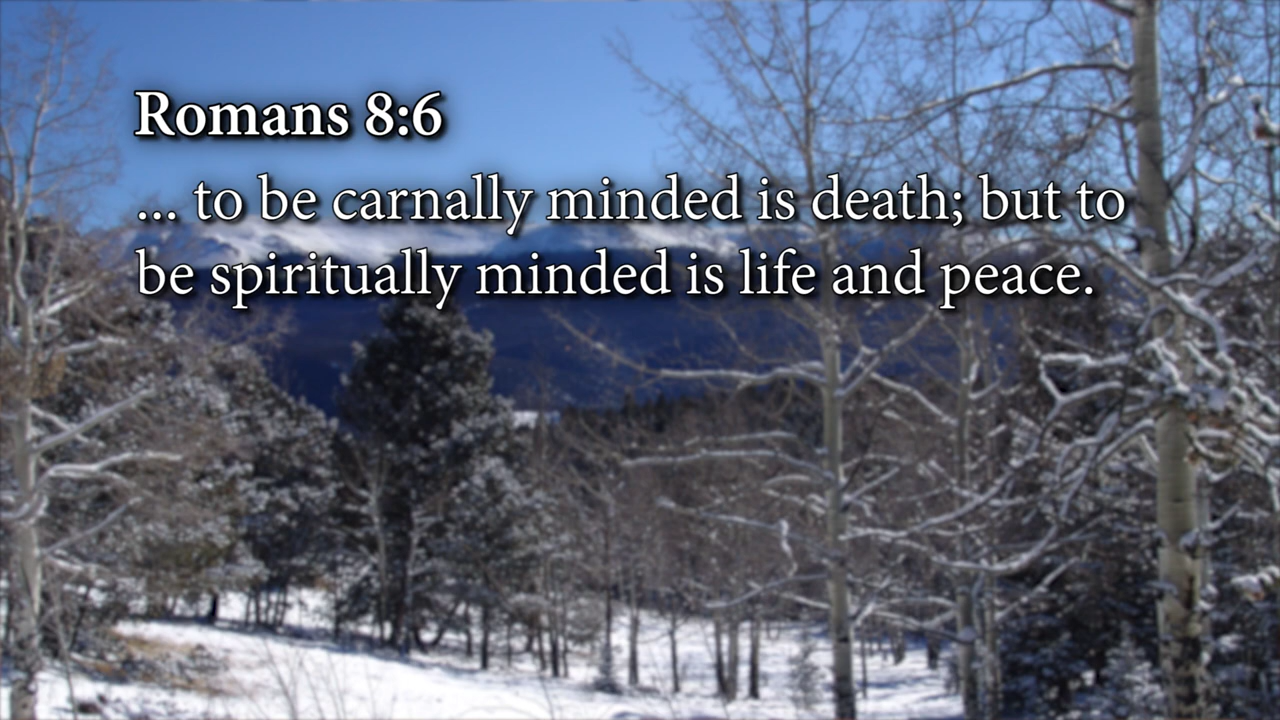 Romans 8:6
... to be carnally minded is death; but to
be spiritually minded is life and peace.